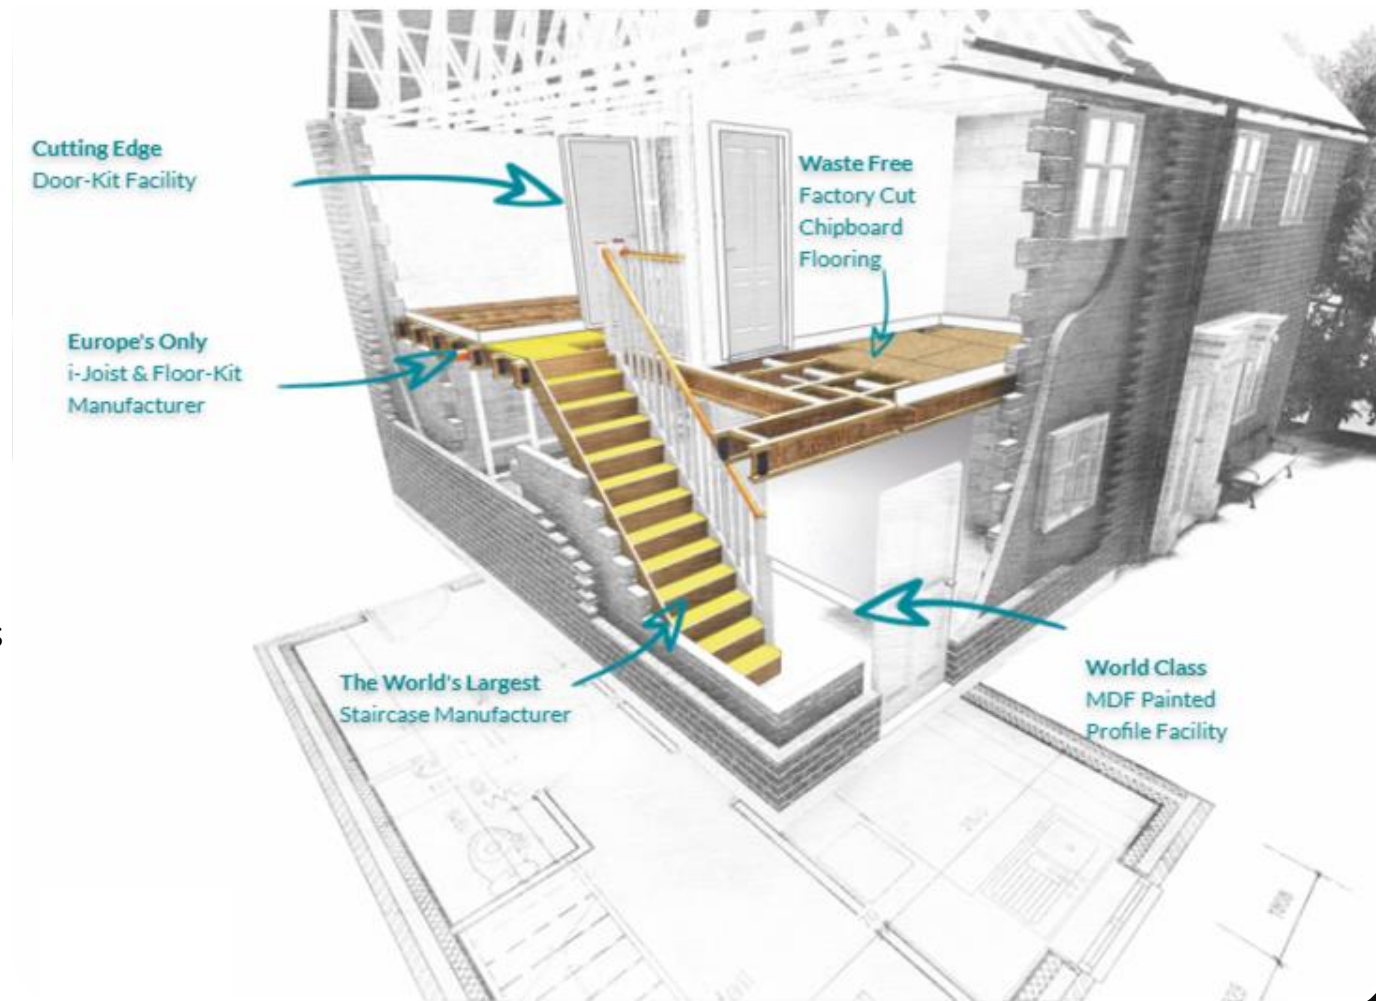 Cutting Edge
Door-Kit Facility
Waste Free
Factory Cut
Chipboard
Flooring
Europe's Only
i-Joist & Floor-Kit
Manufacturer
The World's Largest
Staircase Manufacturer
World Class
MDF Painted
Profile Facility